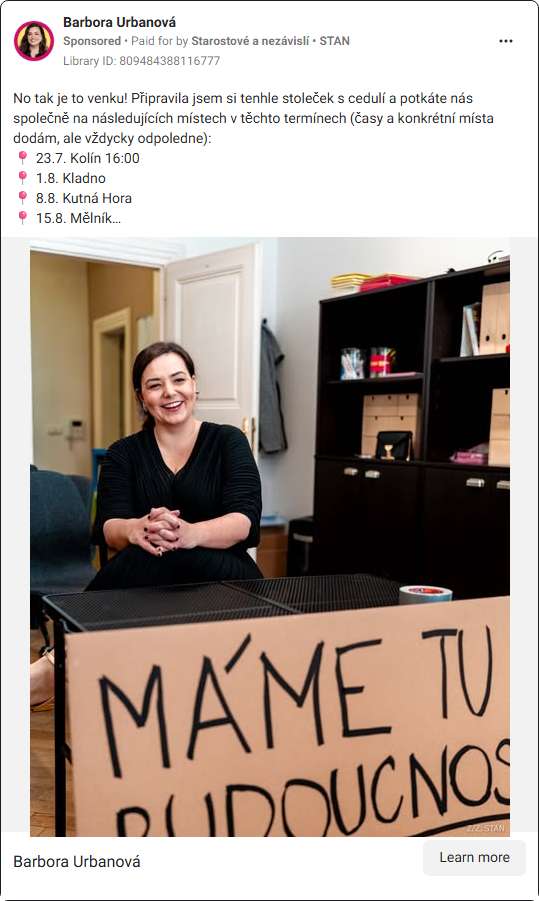 Barbora Urbanová
Sponsored • Paid for by Starostové a nezávislí • STAN
Library ID: 809484388116777
No tak je to venku! Připravila jsem si tenhle stoleček s cedulí a potkáte nás
společně na následujících místech v těchto termínech (časy a konkrétní místa
dodám, ale vždycky odpoledne):
📍 23.7. Kolín 16:00
📍 1.8. Kladno
📍 8.8. Kutná Hora
📍 15.8. Mělník...
MÁME TU
BUDOUCNOS
Z/Z: STAN
Barbora Urbanová
Learn more